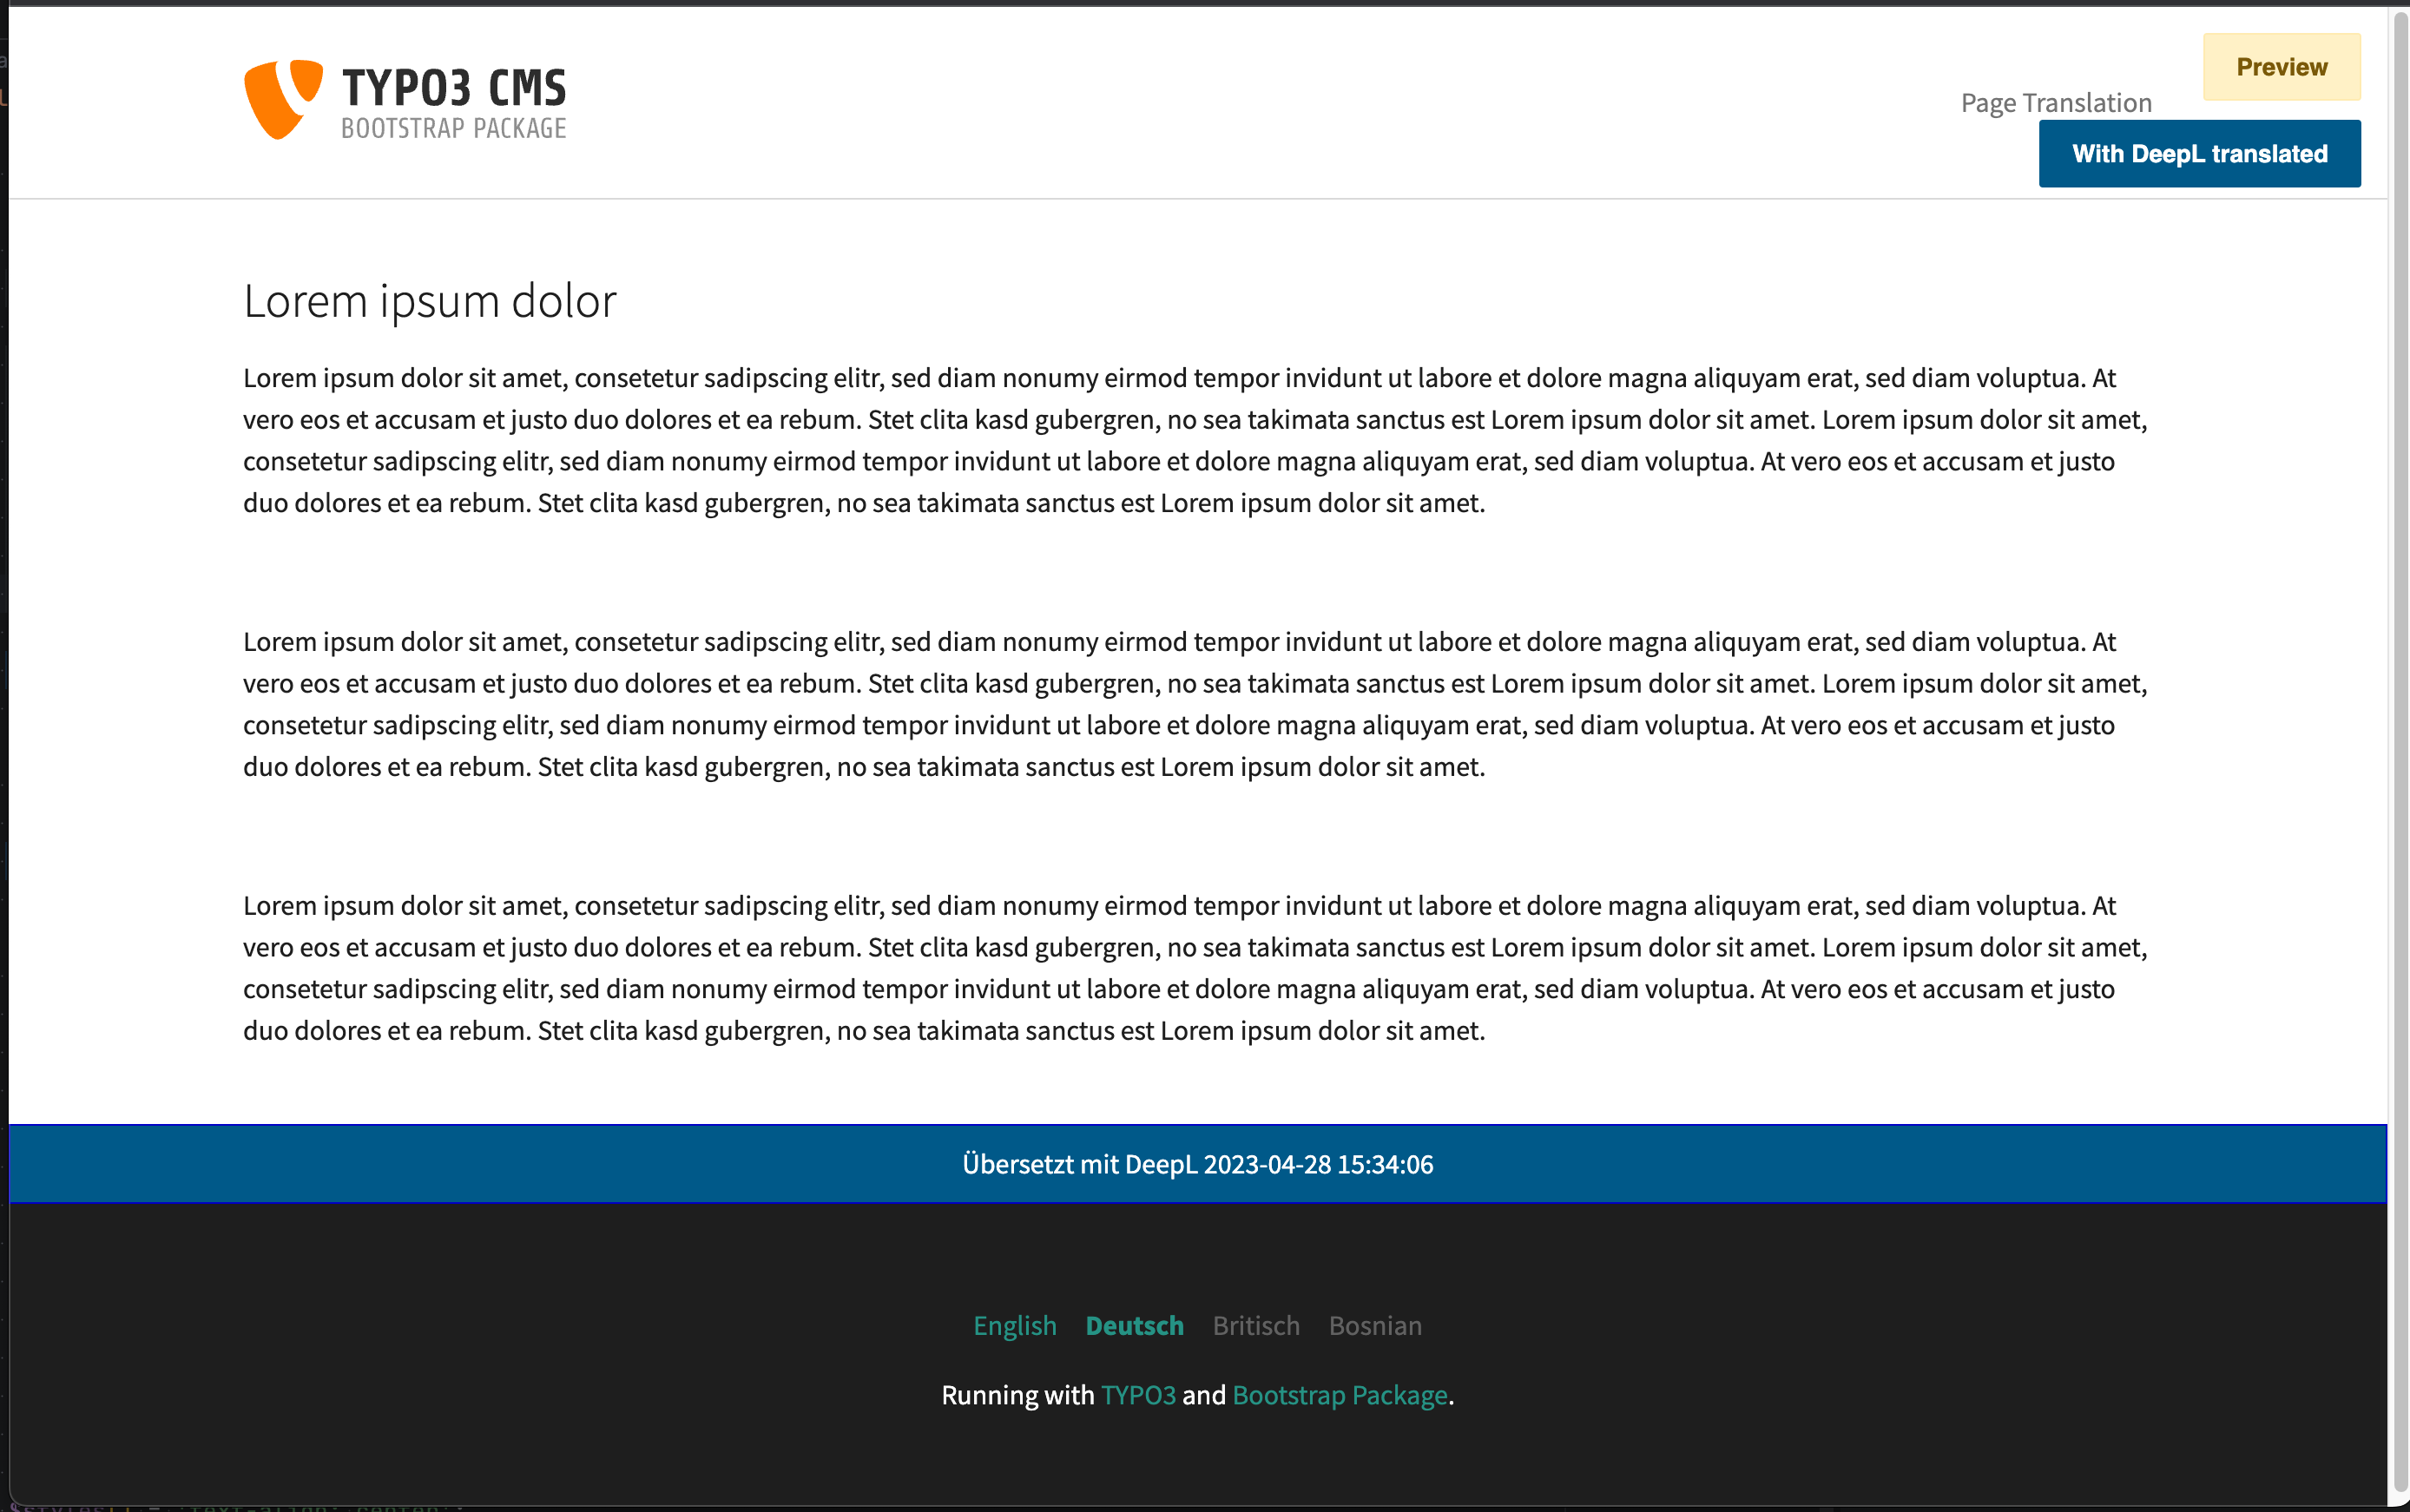 TYPO3 CMS
BOOTSTRAP PACKAGE
Page Translation
Preview
With DeepL translated
Lorem ipsum dolor
Lorem ipsum dolor sit amet, consetetur sadipscing elitr, sed diam nonumy eirmod tempor invidunt ut labore et dolore magna aliquyam erat, sed diam voluptua. At
vero eos et accusam et justo duo dolores et ea rebum. Stet clita kasd gubergren, no sea takimata sanctus est Lorem ipsum dolor sit amet. Lorem ipsum dolor sit amet,
consetetur sadipscing elitr, sed diam nonumy eirmod tempor invidunt ut labore et dolore magna aliquyam erat, sed diam voluptua. At vero eos et accusam et justo
duo dolores et ea rebum. Stet clita kasd gubergren, no sea takimata sanctus est Lorem ipsum dolor sit amet.
Lorem ipsum dolor sit amet, consetetur sadipscing elitr, sed diam nonumy eirmod tempor invidunt ut labore et dolore magna aliquyam erat, sed diam voluptua. At
vero eos et accusam et justo duo dolores et ea rebum. Stet clita kasd gubergren, no sea takimata sanctus est Lorem ipsum dolor sit amet. Lorem ipsum dolor sit amet,
consetetur sadipscing elitr, sed diam nonumy eirmod tempor invidunt ut labore et dolore magna aliquyam erat, sed diam voluptua. At vero eos et accusam et justo
duo dolores et ea rebum. Stet clita kasd gubergren, no sea takimata sanctus est Lorem ipsum dolor sit amet.
Lorem ipsum dolor sit amet, consetetur sadipscing elitr, sed diam nonumy eirmod tempor invidunt ut labore et dolore magna aliquyam erat, sed diam voluptua. At
vero eos et accusam et justo duo dolores et ea rebum. Stet clita kasd gubergren, no sea takimata sanctus est Lorem ipsum dolor sit amet. Lorem ipsum dolor sit amet,
consetetur sadipscing elitr, sed diam nonumy eirmod tempor invidunt ut labore et dolore magna aliquyam erat, sed diam voluptua. At vero eos et accusam et justo
duo dolores et ea rebum. Stet clita kasd gubergren, no sea takimata sanctus est Lorem ipsum dolor sit amet.
Übersetzt mit DeepL 2023-04-28 15:34:06
English Deutsch Britisch Bosnian
Running with TYPO3 and Bootstrap Package.